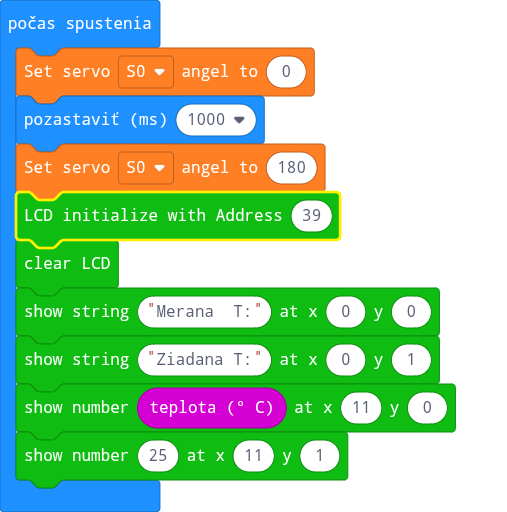 počas spustenia
Set servo S0 angel to 0
pozastaviť (ms) 1000
Set servo S0 angel to 180
LCD initialize with Address 39
clear LCD
show string "Merana  T:" at x 0 y 0
show string "Ziadana T:" at x 0 y 1
show number teplota (° C) at x 11 y 0
show number 25 at x 11 y 1